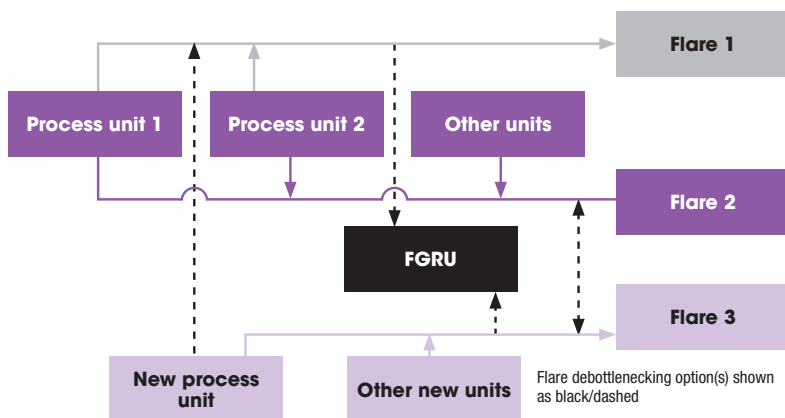 Flare 1
Process unit 1
Process unit 2
Other units
Flare 2
FGRU
Flare 3
New process
unit
Other new units
Flare debottlenecking option(s) shown
as black/dashed